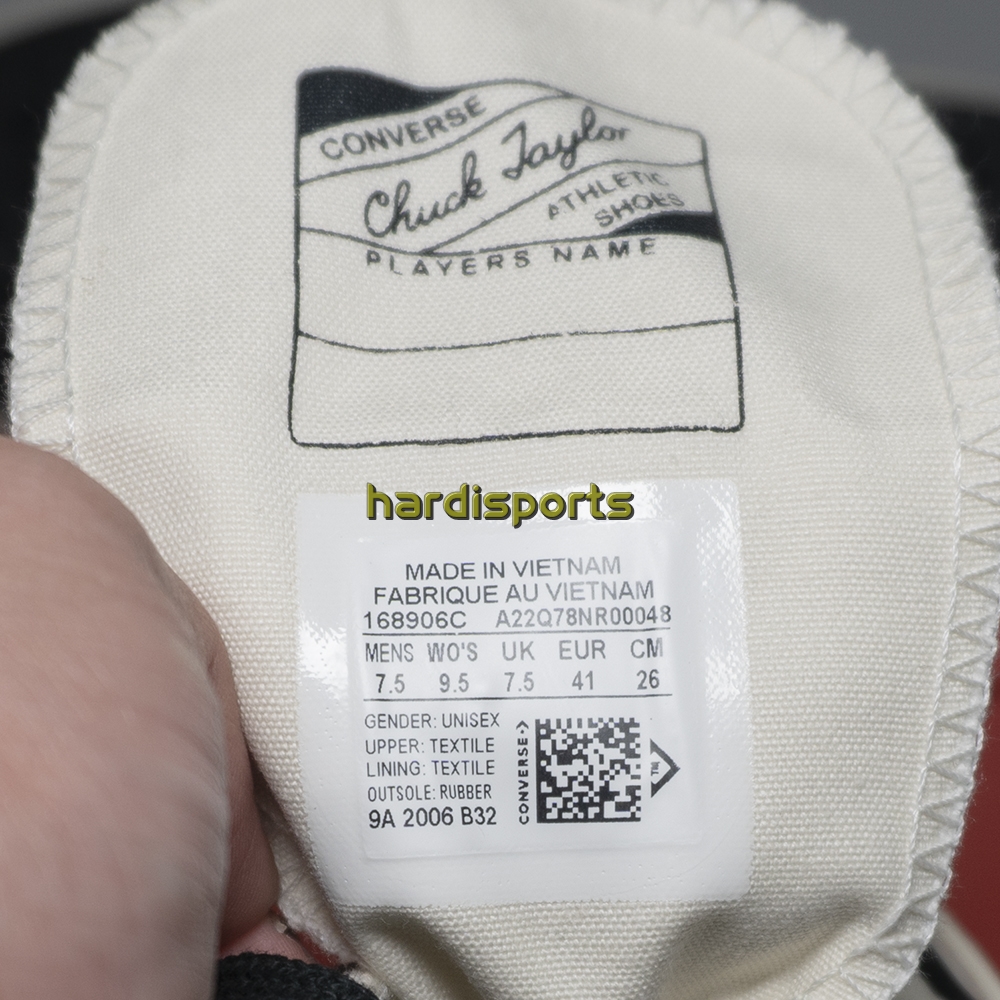 CONVERSE
Chuck Taylor
ATHLETIC
SHOES
PLAYERS NAME
hardisports
MADE IN VIETNAM
FABRIQUE AU VIETNAM
168906C A22Q78NR00048
MENS WO'S UK EUR CM
7.5 9.5 7.5 41 26
GENDER: UNISEX
UPPER: TEXTILE
LINING: TEXTILE
OUTSOLE: RUBBER
9A 2006 B32
CONVERSE
TM